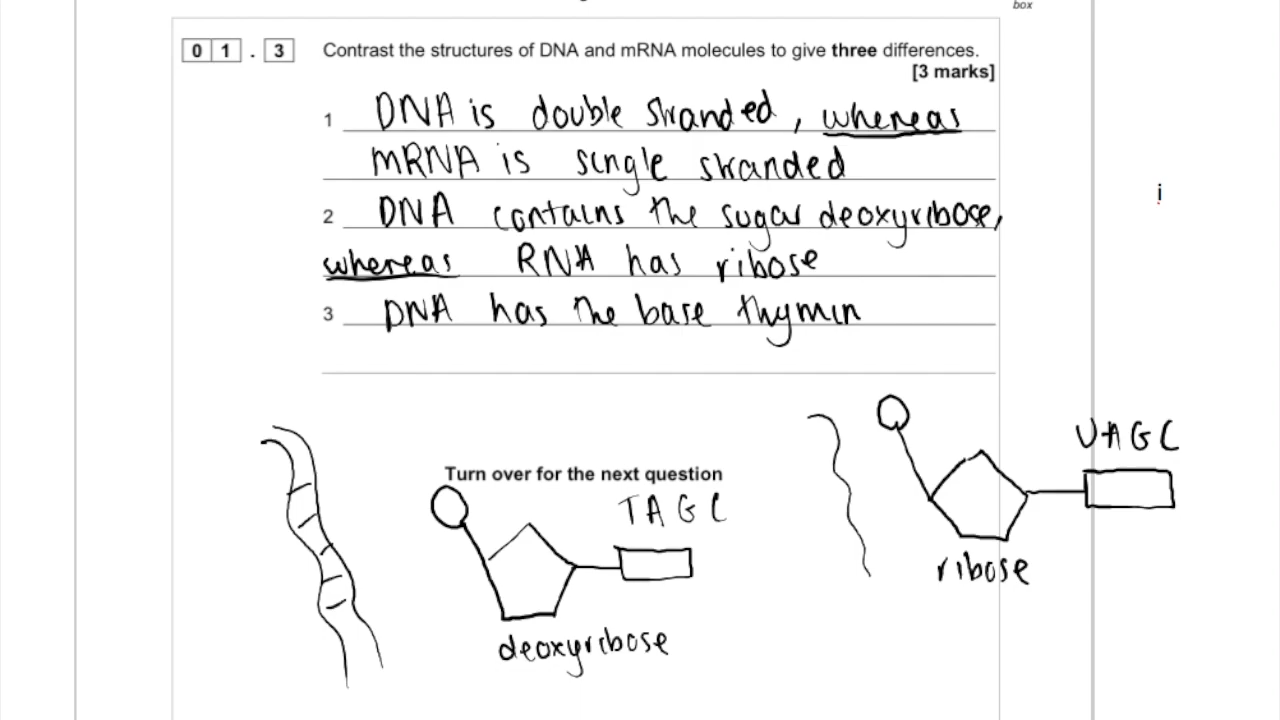 box
0 1 . 3 Contrast the structures of DNA and mRNA molecules to give three differences.
[3 marks]
1 DNA is double stranded, whereas
mRNA is single stranded
i
2 DNA contains the sugar deoxyribose,
whereas RNA has ribose
3 DNA has the base thymin
UAGC
Turn over for the next question
TAGC
ribose
deoxyribose